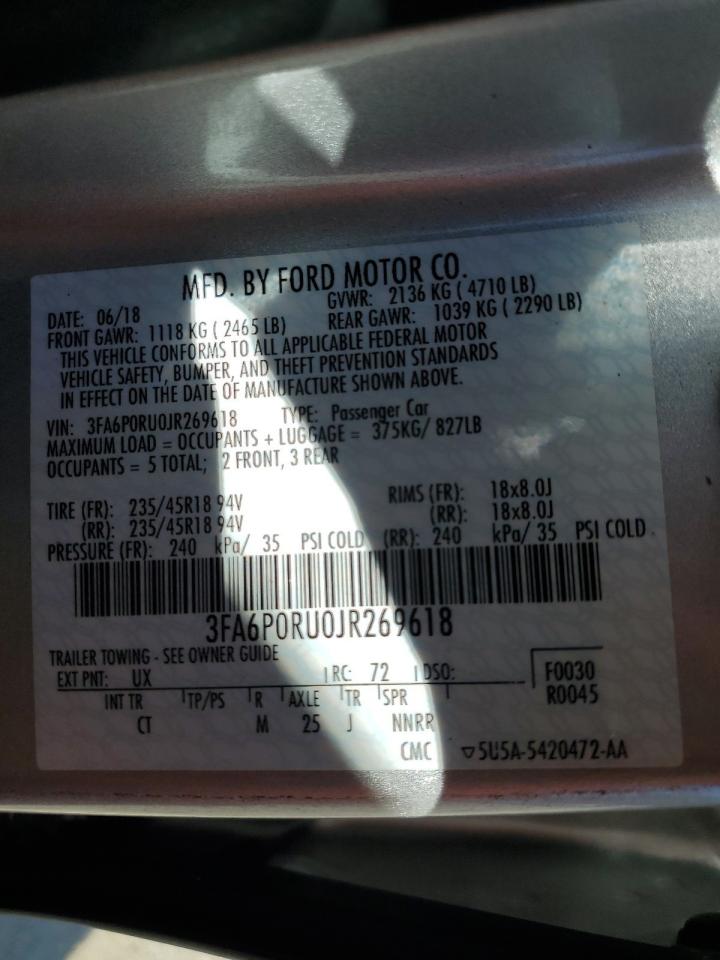 MFD. BY FORD MOTOR CO.
DATE: 06/18 GVWR: 2136 KG ( 4710 LB)
FRONT GAWR: 1118 KG ( 2465 LB) REAR GAWR: 1039 KG ( 2290 LB)
THIS VEHICLE CONFORMS TO ALL APPLICABLE FEDERAL MOTOR
VEHICLE SAFETY, BUMPER, AND THEFT PREVENTION STANDARDS
IN EFFECT ON THE DATE OF MANUFACTURE SHOWN ABOVE.
VIN: 3FA6P0RU0JR269618 TYPE: Passenger Car
MAXIMUM LOAD = OCCUPANTS + LUGGAGE = 375KG/ 827LB
OCCUPANTS = 5 TOTAL; 2 FRONT, 3 REAR
TIRE (FR): 235/45R18 94V RIMS (FR): 18x8.0J
(RR): 235/45R18 94V (RR): 18x8.0J
PRESSURE (FR): 240 kPa/ 35 PSI COLD (RR): 240 kPa/ 35 PSI COLD
3FA6P0RU0JR269618
TRAILER TOWING - SEE OWNER GUIDE
EXT PNT: UX RC: 72 DSO: F0030
INT TR TP/PS R AXLE TR SPR R0045
CT M 25 J NNRR
CMC ▽5U5A-5420472-AA